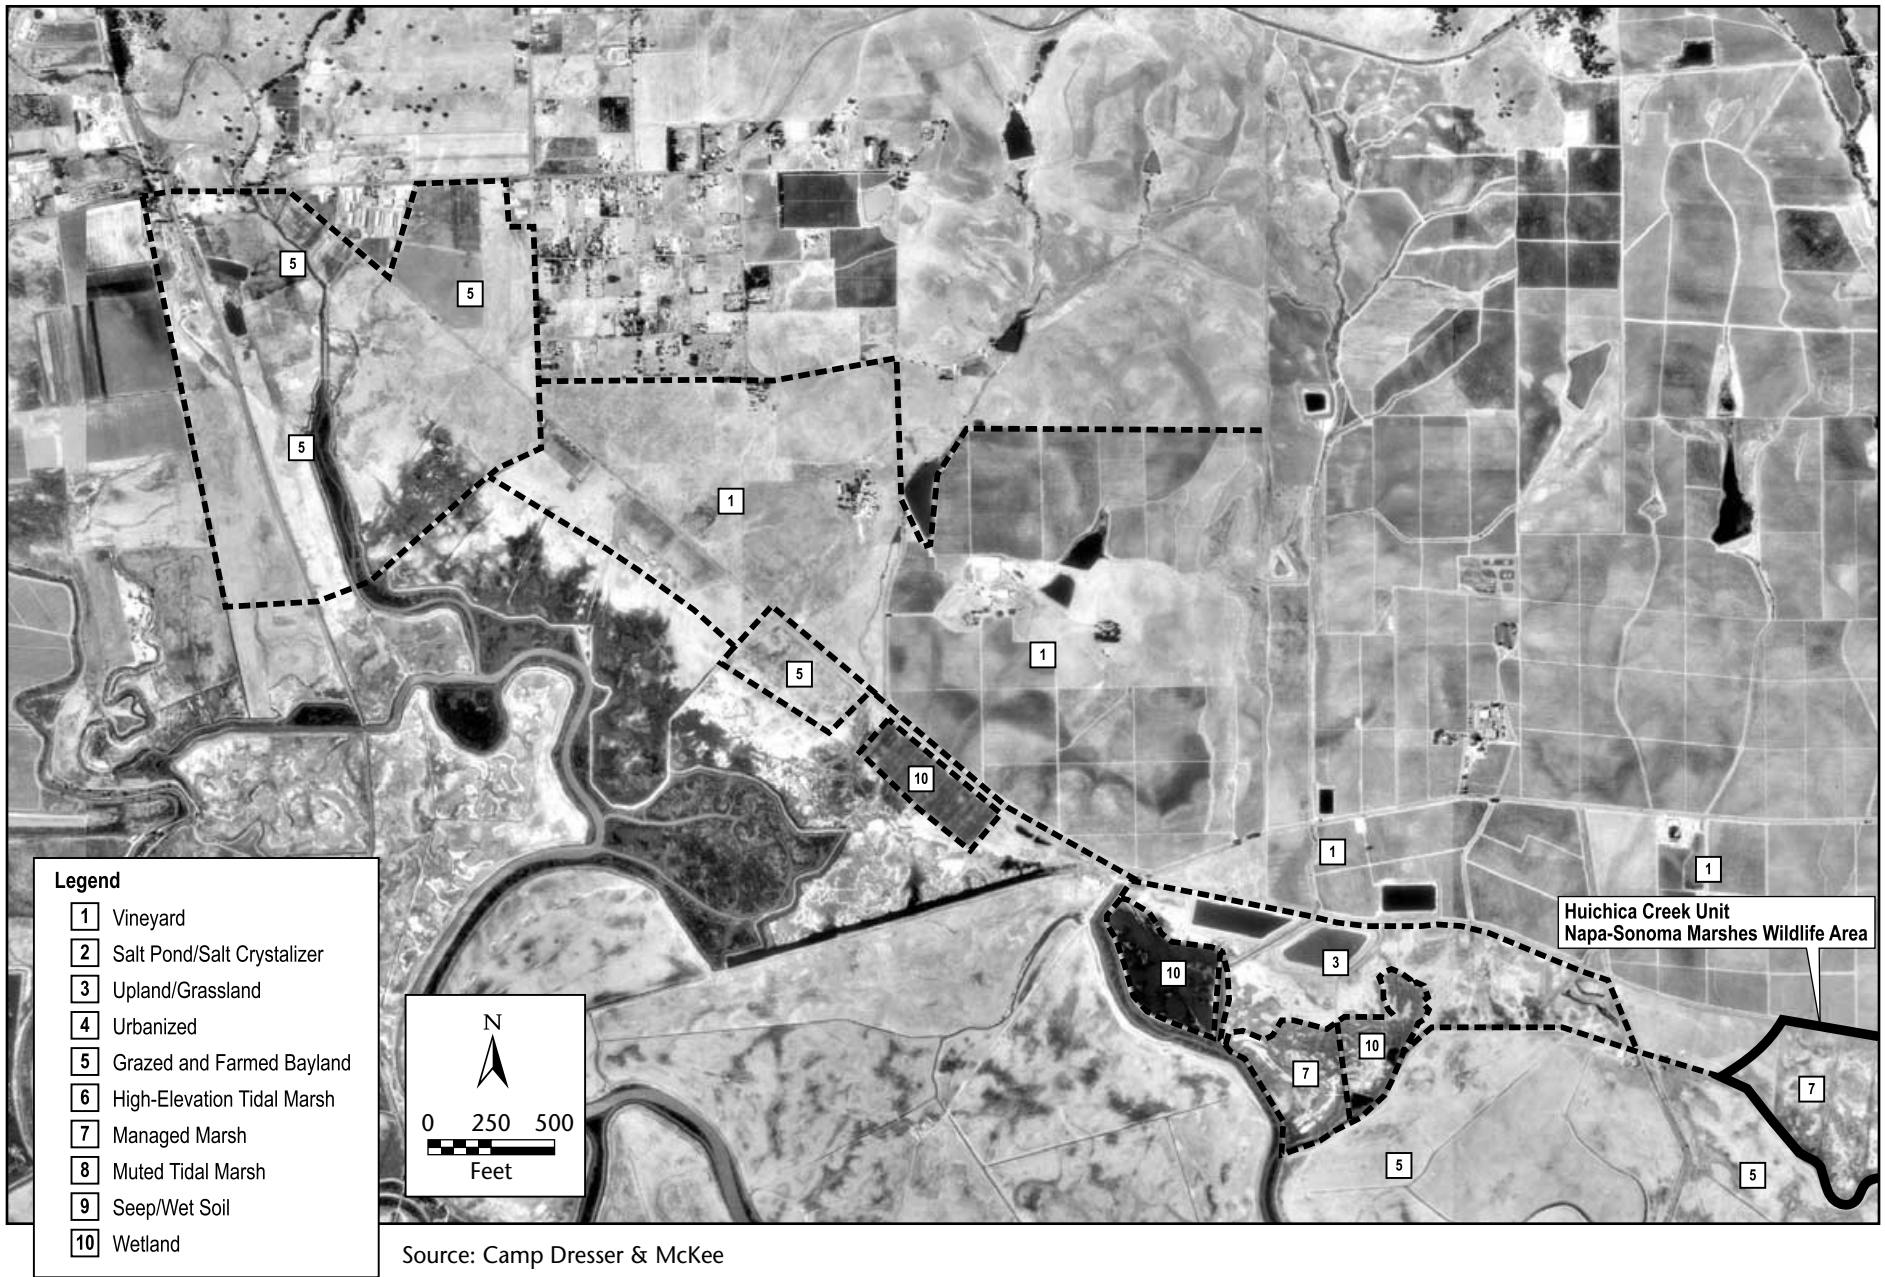 5
5
5
1
1
5
10
1
1
Huichica Creek Unit
Napa-Sonoma Marshes Wildlife Area
10
3
10
7
7
5
5
Legend
1 Vineyard
2 Salt Pond/Salt Crystalizer
3 Upland/Grassland
4 Urbanized
5 Grazed and Farmed Bayland
6 High-Elevation Tidal Marsh
7 Managed Marsh
8 Muted Tidal Marsh
9 Seep/Wet Soil
10 Wetland
N
0 250 500
Feet
Source: Camp Dresser & McKee